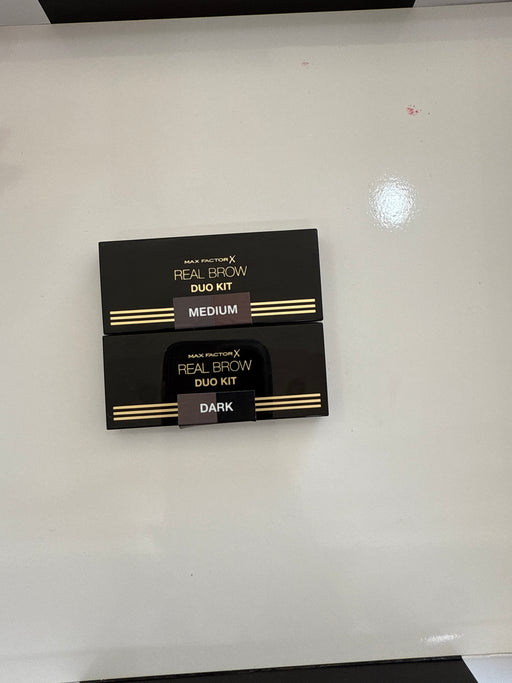 MAX FACTOR X
REAL BROW
DUO KIT
MEDIUM
MAX FACTOR X
REAL BROW
DUO KIT
DARK